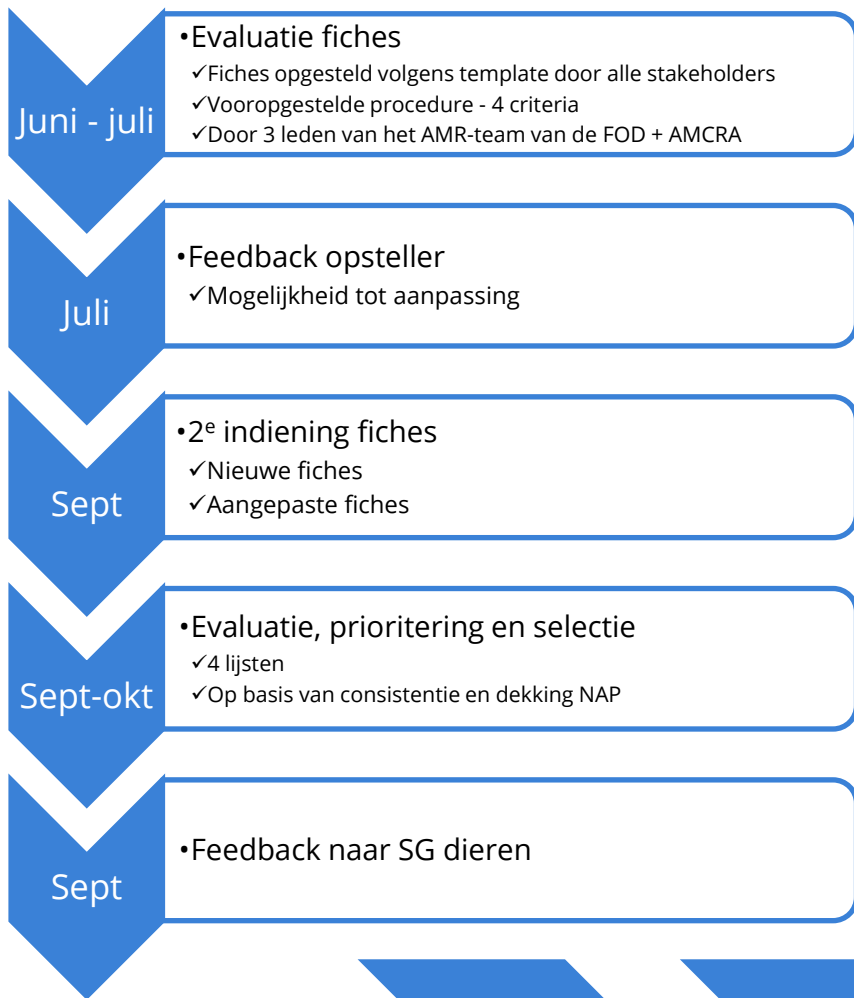 Juni - juli
•Evaluatie fiches
✓Fiches opgesteld volgens template door alle stakeholders
✓Vooropgestelde procedure - 4 criteria
✓Door 3 leden van het AMR-team van de FOD + AMCRA
Juli
•Feedback opsteller
✓Mogelijkheid tot aanpassing
Sept
•2e indiening fiches
✓Nieuwe fiches
✓Aangepaste fiches
Sept-okt
•Evaluatie, prioritering en selectie
✓4 lijsten
✓Op basis van consistentie en dekking NAP
Sept
•Feedback naar SG dieren